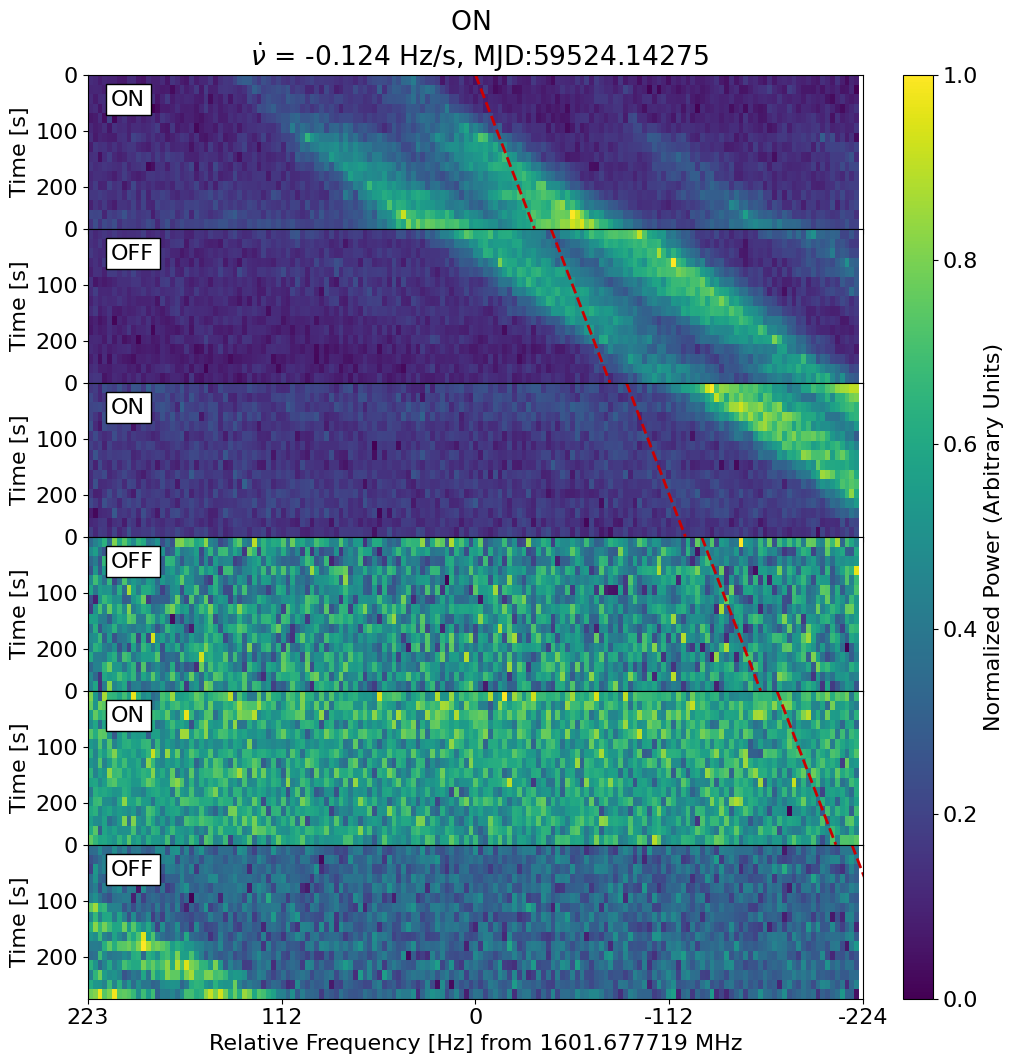 ON
ν̇ = -0.124 Hz/s, MJD:59524.14275
0
100
200
Time [s]
ON
0
100
200
Time [s]
OFF
0
100
200
Time [s]
ON
0
100
200
Time [s]
OFF
0
100
200
Time [s]
ON
0
100
200
Time [s]
OFF
223 112 0 -112 -224
Relative Frequency [Hz] from 1601.677719 MHz
1.0
0.8
0.6
0.4
0.2
0.0
Normalized Power (Arbitrary Units)